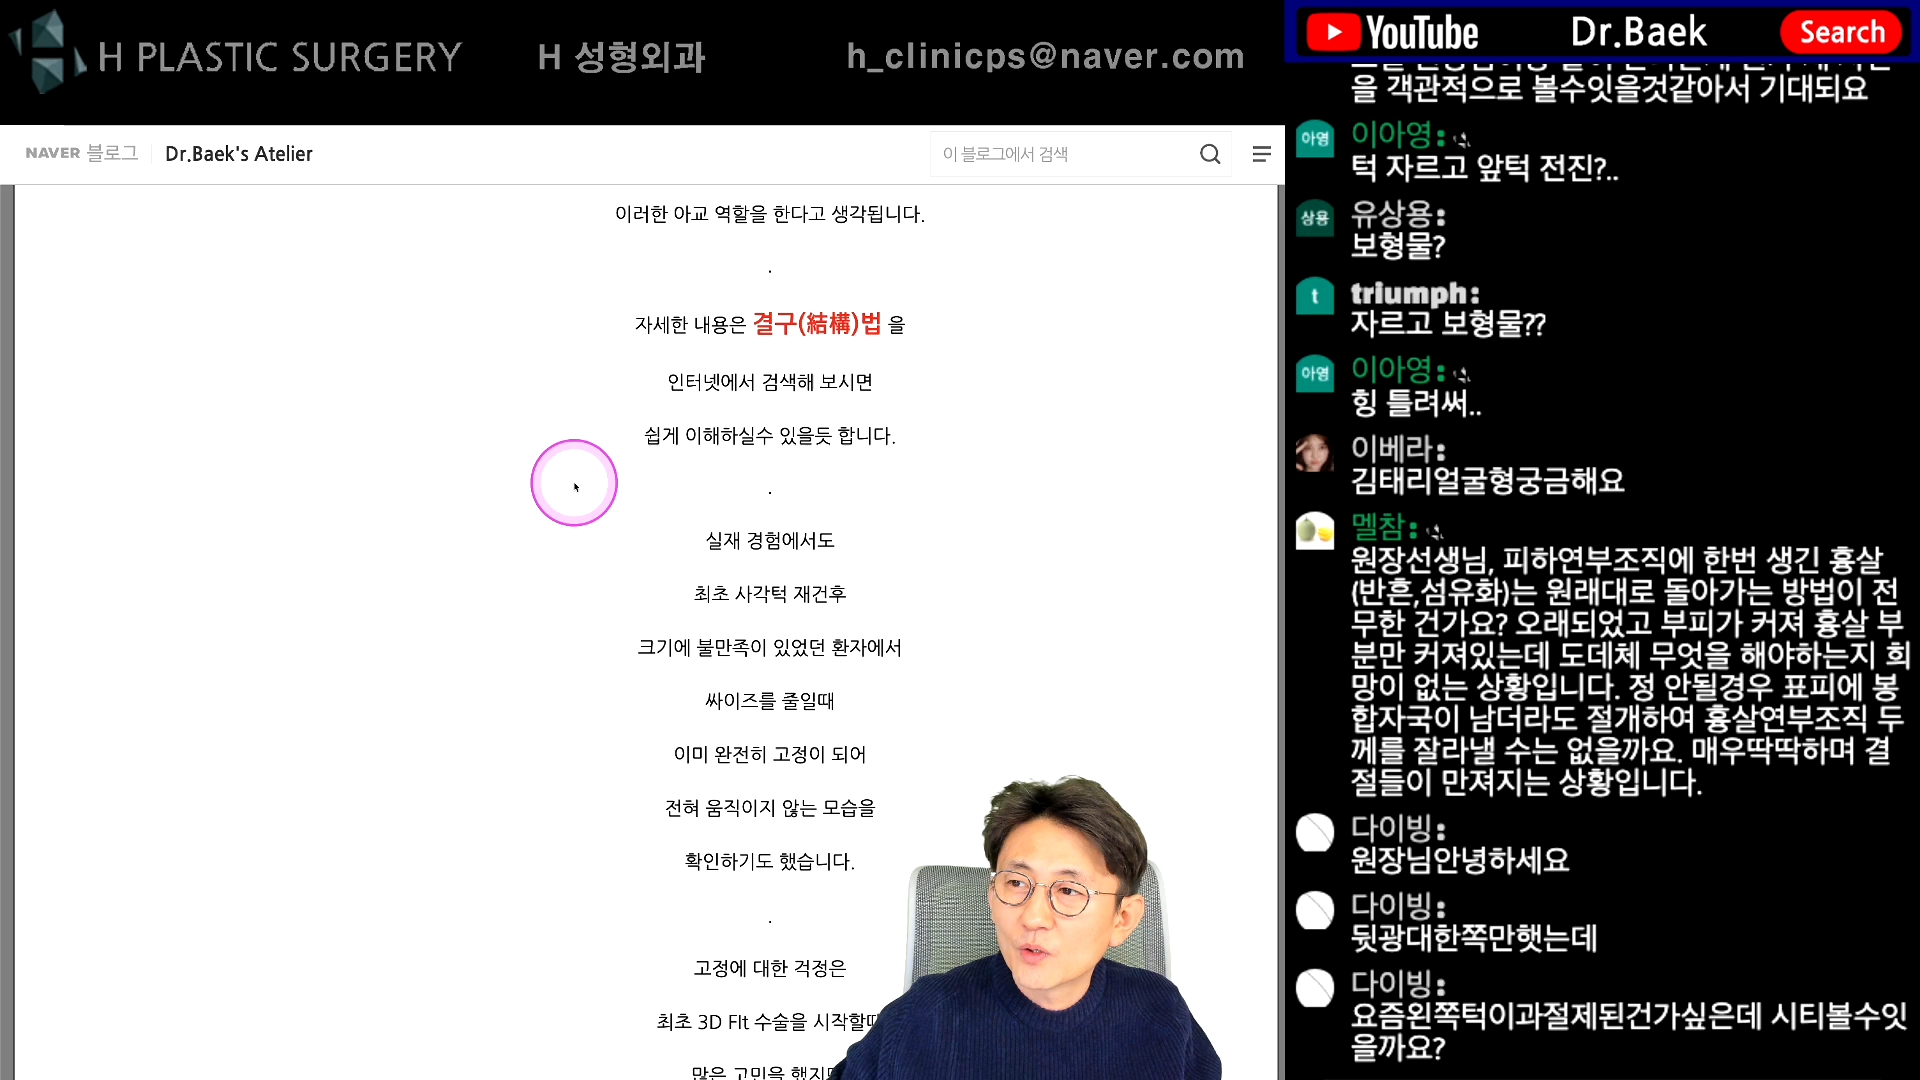 H PLASTIC SURGERY
H 성형외과
h_clinicps@naver.com
YouTube
Dr.Baek
Search
NAVER 블로그
Dr.Baek's Atelier
이 블로그에서 검색
이러한 아교 역할을 한다고 생각됩니다.
.
자세한 내용은 결구(結構)법 을
인터넷에서 검색해 보시면
쉽게 이해하실수 있을듯 합니다.
.
실재 경험에서도
최초 사각턱 재건후
크기에 불만족이 있었던 환자에서
싸이즈를 줄일때
이미 완전히 고정이 되어
전혀 움직이지 않는 모습을
확인하기도 했습니다.
.
고정에 대한 걱정은
최초 3D FIt 수술을 시작할
많은 고민을
을 객관적으로 볼수잇을것같아서 기대되요
아영
이아영:
턱 자르고 앞턱 전진?..
상용
유상용:
보형물?
t
triumph:
자르고 보형물??
아영
이아영:
힝 틀려써..
이베라:
김태리얼굴형궁금해요
멜참:
원장선생님, 피하연부조직에 한번 생긴 흉살
(반흔,섬유화)는 원래대로 돌아가는 방법이 전
무한 건가요? 오래되었고 부피가 커져 흉살 부
분만 커져있는데 도데체 무엇을 해야하는지 희
망이 없는 상황입니다. 정 안될경우 표피에 봉
합자국이 남더라도 절개하여 흉살연부조직 두
께를 잘라낼 수는 없을까요. 매우딱딱하며 결
절들이 만져지는 상황입니다.
다이빙:
원장님안녕하세요
다이빙:
뒷광대한쪽만했는데
다이빙:
요즘왼쪽턱이과절제된건가싶은데 시티볼수잇
을까요?